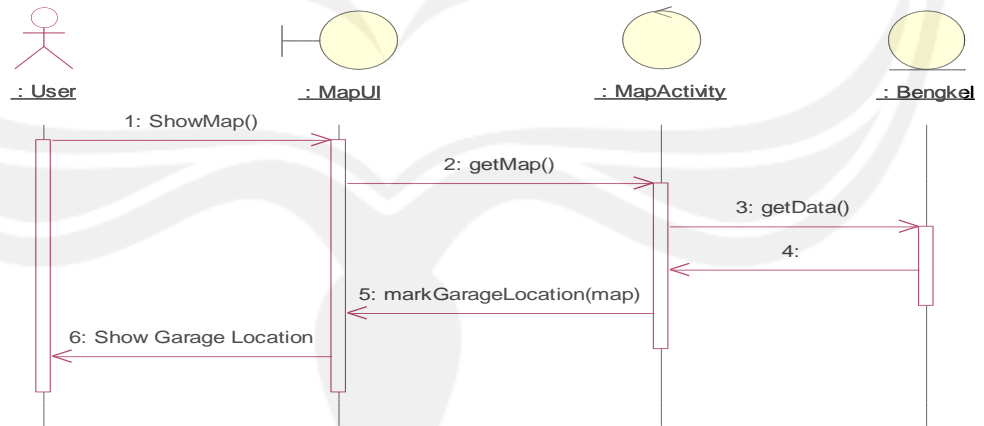 : User
: MapUI
: MapActivity
: Bengkel
1: ShowMap()
2: getMap()
3: getData()
4:
5: markGarageLocation(map)
6: Show Garage Location